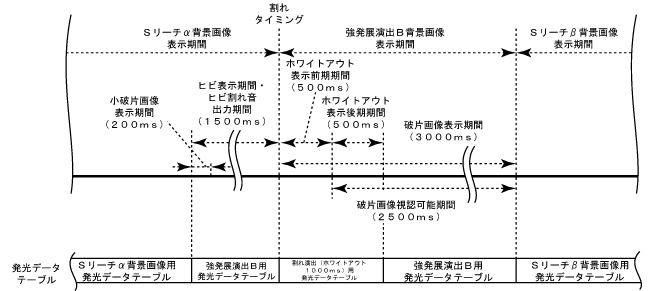 割れ
タイミング
Ｓリーチα背景画像
表示期間
強発展演出Ｂ背景画像
表示期間
Ｓリーチβ背景画像
表示期間
ホワイトアウト
表示前期期間
（５００ｍｓ）
ヒビ表示期間・
ヒビ割れ音
出力期間
（１５００ｍｓ）
小破片画像
表示期間
（２００ｍｓ）
ホワイトアウト
表示後期期間
（５００ｍｓ）
破片画像表示期間
（３０００ｍｓ）
破片画像視認可能期間
（２５００ｍｓ）
発光データ
テーブル
Ｓリーチα背景画像用
発光データテーブル
強発展演出Ｂ用
発光データテーブル
割れ演出（ホワイトアウト
１０００ｍｓ）用
発光データテーブル
強発展演出Ｂ用
発光データテーブル
Ｓリーチβ背景画像用
発光データテーブル